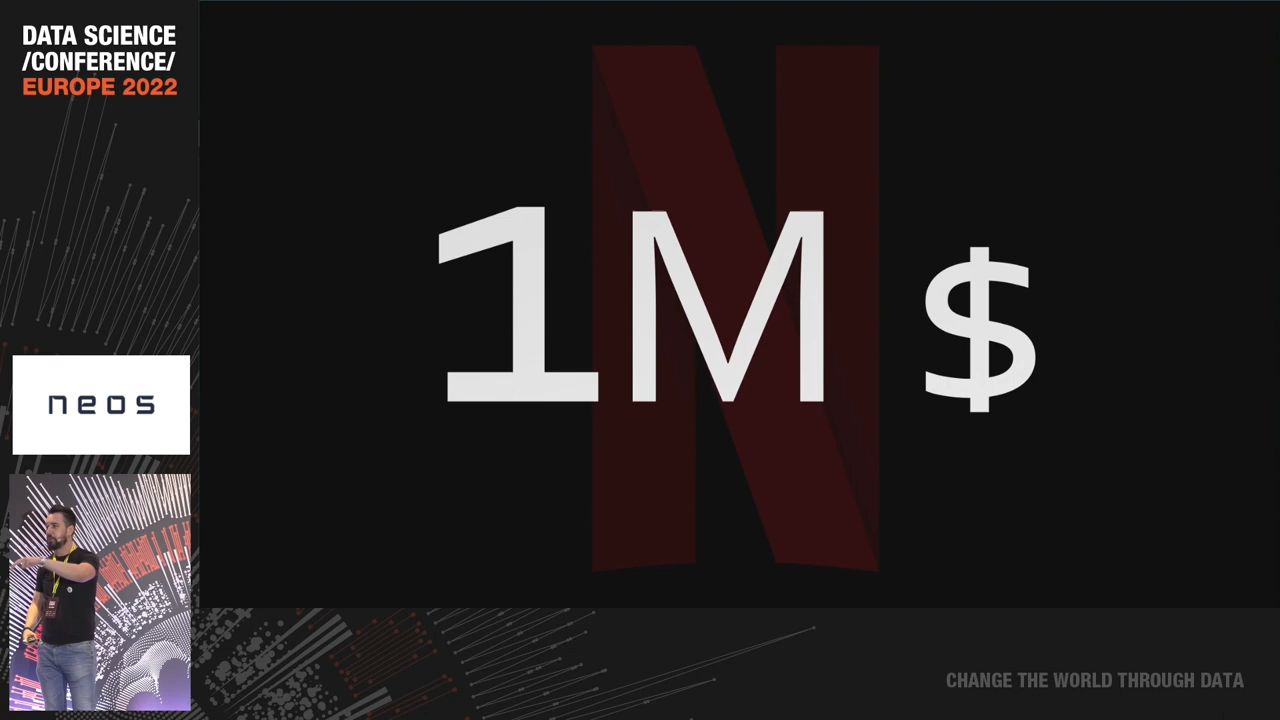 DATA SCIENCE
/CONFERENCE/
EUROPE 2022
1M $
neos
CHANGE THE WORLD THROUGH DATA